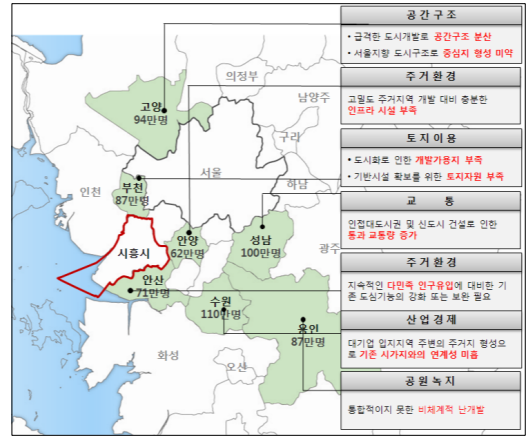 공간구조
• 급격한 도시개발로 공간구조 분산
• 서울지향 도시구조로 중심지 형성 미약
주거환경
고밀도 주거지역 개발 대비 충분한
인프라 시설 부족
토지이용
• 도시화로 인한 개발가용지 부족
• 기반시설 확보를 위한 토지자원 부족
교 통
인접대도시권 및 신도시 건설로 인한
통과 교통량 증가
주거환경
지속적인 다민족 인구유입에 대비한 기
존 도심기능의 강화 또는 보완 필요
산업경제
대기업 입지지역 주변의 주거지 형성으
로 기존 시가지와의 연계성 미흡
공원녹지
통합적이지 못한 비체계적 난개발
의정부
고양
94만명
남양주
구리
서울
인천
부천
87만명
하남
안양
62만명
성남
100만명
광주
시흥시
안산
71만명
수원
110만명
용인
87만명
화성
오산